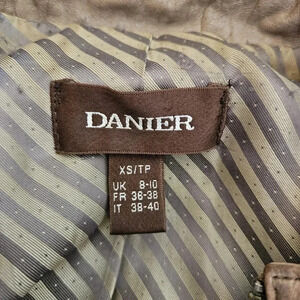 DANIER
XS/TP
UK 8-10
FR 36-38
IT 38-40